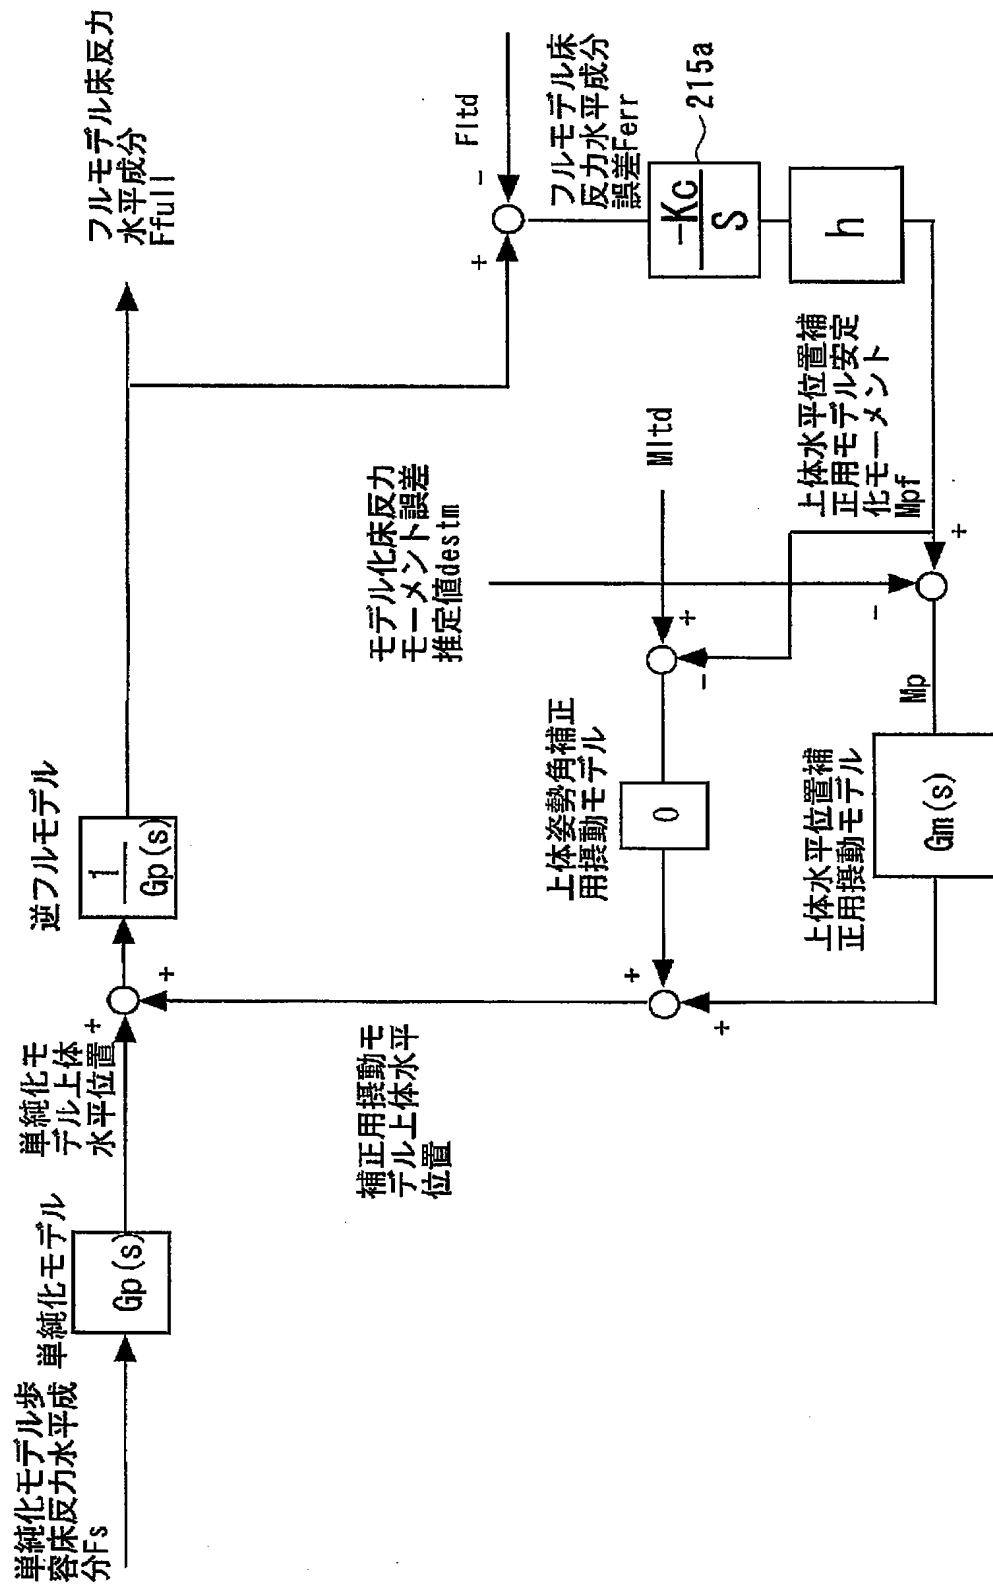 単純化モデル歩
容床反力水平成
分Fs
単純化モデル
Gp(s)
単純化モ
デル上体
水平位置
+
+
逆フルモデル
1
Gp(s)
フルモデル床反力
水平成分
Ffull
+
-
Fltd
フルモデル床
反力水平成分
誤差Ferr
-Kc
S
215a
h
補正用摂動モ
デル上体水平
位置
+
+
上体姿勢角補正
用摂動モデル
0
モデル化床反力
モーメント誤差
推定値destm
Mltd
+
-
上体水平位置補
正用モデル安定
化モーメント
Mpf
+
-
Mp
上体水平位置補
正用摂動モデル
Gm(s)